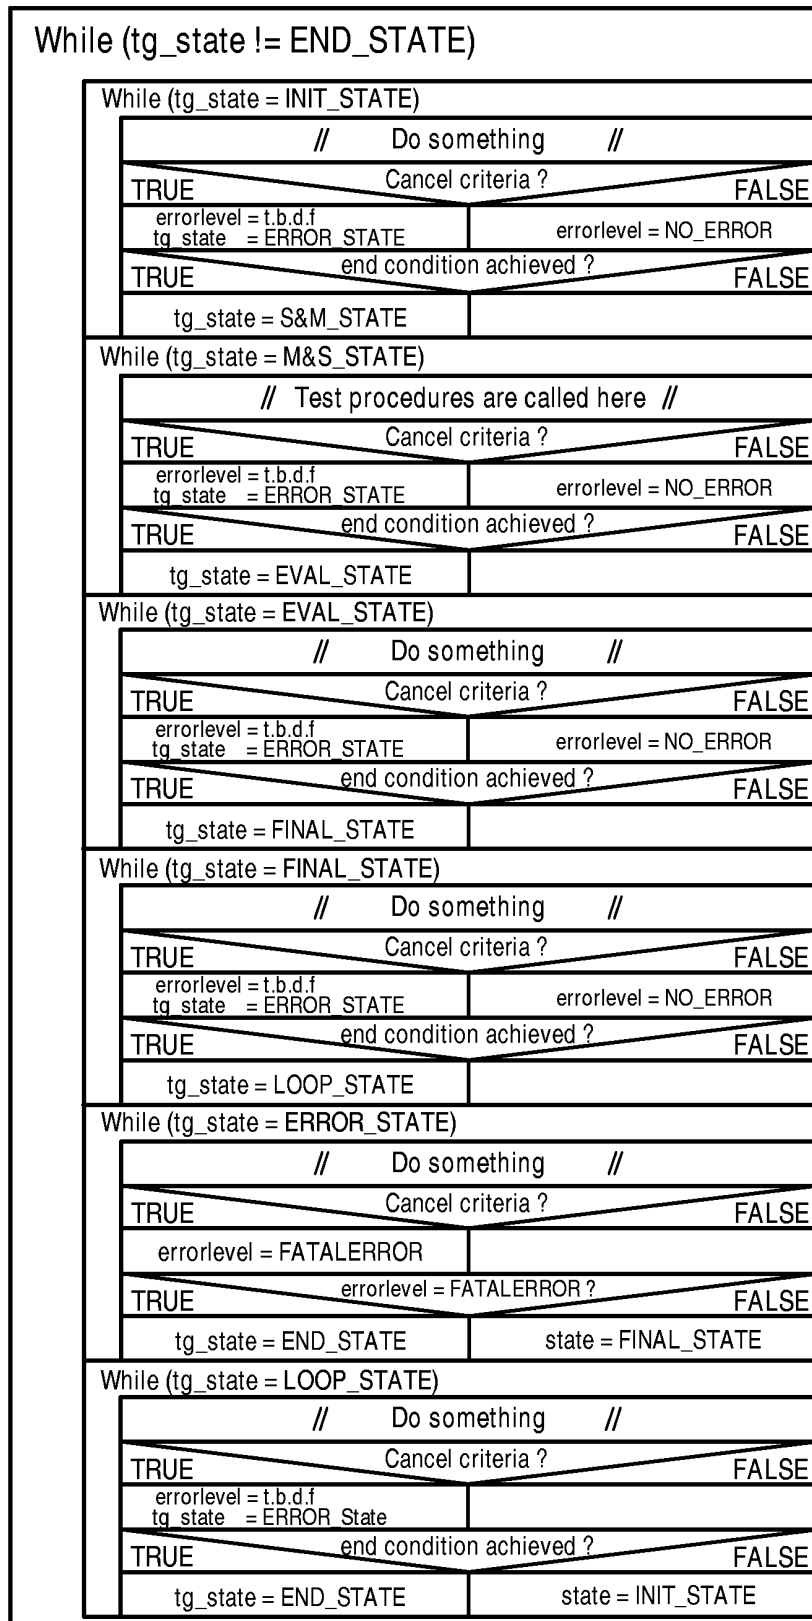 While (tg_state != END_STATE)
While (tg_state = INIT_STATE)
// Do something //
Cancel criteria ?
TRUE FALSE
errorlevel = t.b.d.f
tg_state = ERROR_STATE
errorlevel = NO_ERROR
end condition achieved ?
TRUE FALSE
tg_state = S&M_STATE
While (tg_state = M&S_STATE)
// Test procedures are called here //
Cancel criteria ?
TRUE FALSE
errorlevel = t.b.d.f
tg_state = ERROR_STATE
errorlevel = NO_ERROR
end condition achieved ?
TRUE FALSE
tg_state = EVAL_STATE
While (tg_state = EVAL_STATE)
// Do something //
Cancel criteria ?
TRUE FALSE
errorlevel = t.b.d.f
tg_state = ERROR_STATE
errorlevel = NO_ERROR
end condition achieved ?
TRUE FALSE
tg_state = FINAL_STATE
While (tg_state = FINAL_STATE)
// Do something //
Cancel criteria ?
TRUE FALSE
errorlevel = t.b.d.f
tg_state = ERROR_STATE
errorlevel = NO_ERROR
end condition achieved ?
TRUE FALSE
tg_state = LOOP_STATE
While (tg_state = ERROR_STATE)
// Do something //
Cancel criteria ?
TRUE FALSE
errorlevel = FATALERROR
errorlevel = FATALERROR ?
TRUE FALSE
tg_state = END_STATE
state = FINAL_STATE
While (tg_state = LOOP_STATE)
// Do something //
Cancel criteria ?
TRUE FALSE
errorlevel = t.b.d.f
tg_state = ERROR_State
end condition achieved ?
TRUE FALSE
tg_state = END_STATE
state = INIT_STATE